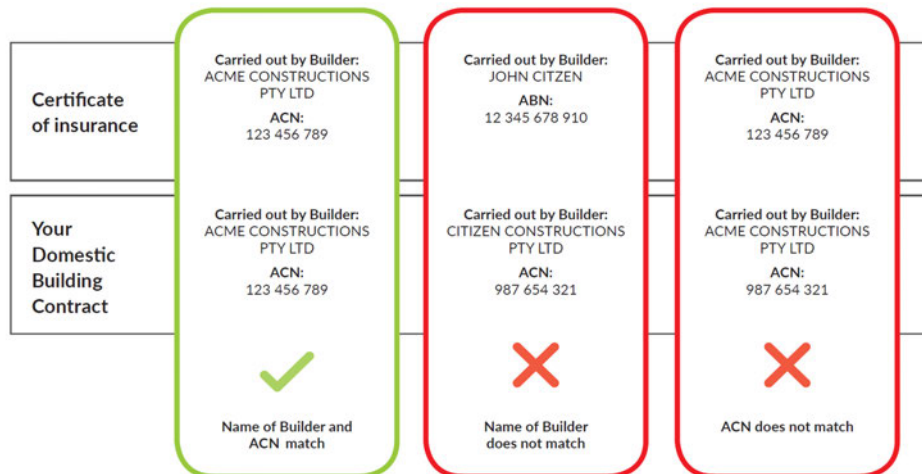 Certificate
of insurance
Carried out by Builder:
ACME CONSTRUCTIONS
PTY LTD
ACN:
123 456 789
Carried out by Builder:
JOHN CITZEN
ABN:
12 345 678 910
Carried out by Builder:
ACME CONSTRUCTIONS
PTY LTD
ACN:
123 456 789
Your
Domestic
Building
Contract
Carried out by Builder:
ACME CONSTRUCTIONS
PTY LTD
ACN:
123 456 789
Carried out by Builder:
CITIZEN CONSTRUCTIONS
PTY LTD
ACN:
987 654 321
Carried out by Builder:
ACME CONSTRUCTIONS
PTY LTD
ACN:
987 654 321
Name of Builder and
ACN match
Name of Builder
does not match
ACN does not match